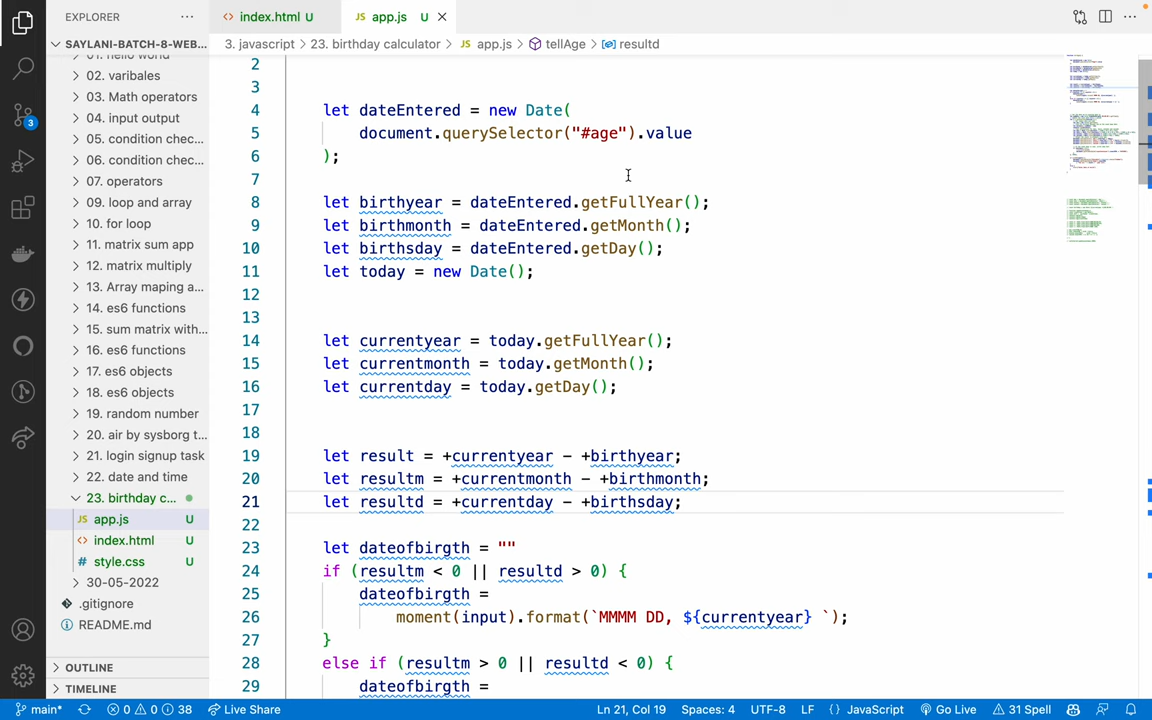 EXPLORER
SAYLANI-BATCH-8-WEB...
01. hello world
02. varibales
03. Math operators
04. input output
05. condition chec...
06. condition chec...
07. operators
09. loop and array
10. for loop
11. matrix sum app
12. matrix multiply
13. Array maping a...
14. es6 functions
15. sum matrix with...
16. es6 functions
17. es6 objects
18. es6 objects
19. random number
20. air by sysborg t...
21. login signup task
22. date and time
23. birthday c...
JS app.js U
<> index.html U
# style.css U
30-05-2022
.gitignore
README.md
OUTLINE
TIMELINE
3
<> index.html U
JS app.js U
3. javascript > 23. birthday calculator > JS app.js > tellAge > resultd
2
3
4 let dateEntered = new Date(
5 document.querySelector("#age").value
6 );
7
8 let birthyear = dateEntered.getFullYear();
9 let birthmonth = dateEntered.getMonth();
10 let birthsday = dateEntered.getDay();
11 let today = new Date();
12
13
14 let currentyear = today.getFullYear();
15 let currentmonth = today.getMonth();
16 let currentday = today.getDay();
17
18
19 let result = +currentyear - +birthyear;
20 let resultm = +currentmonth - +birthmonth;
21 let resultd = +currentday - +birthsday;
22
23 let dateofbirgth = ""
24 if (resultm < 0 || resultd > 0) {
25 dateofbirgth =
26 moment(input).format(`MMMM DD, ${currentyear} `);
27 }
28 else if (resultm > 0 || resultd < 0) {
29 dateofbirgth =
main* 0 0 38 Live Share Ln 21, Col 19 Spaces: 4 UTF-8 LF {} JavaScript Go Live 31 Spell